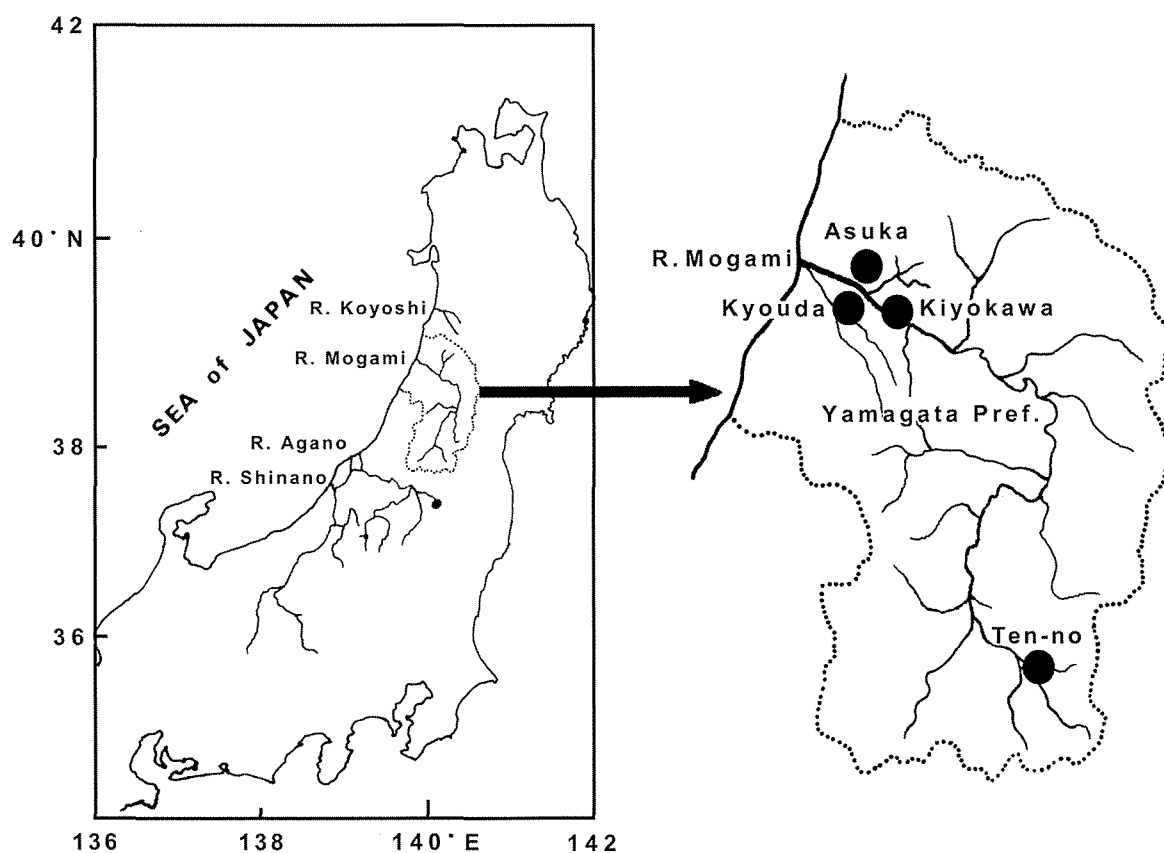 42
40° N
38
36
136
138
140° E
142
SEA of JAPAN
R. Koyoshi
R. Mogami
R. Agano
R. Shinano
Asuka
R. Mogami
Kyouda
Kiyokawa
Yamagata Pref.
Ten-no